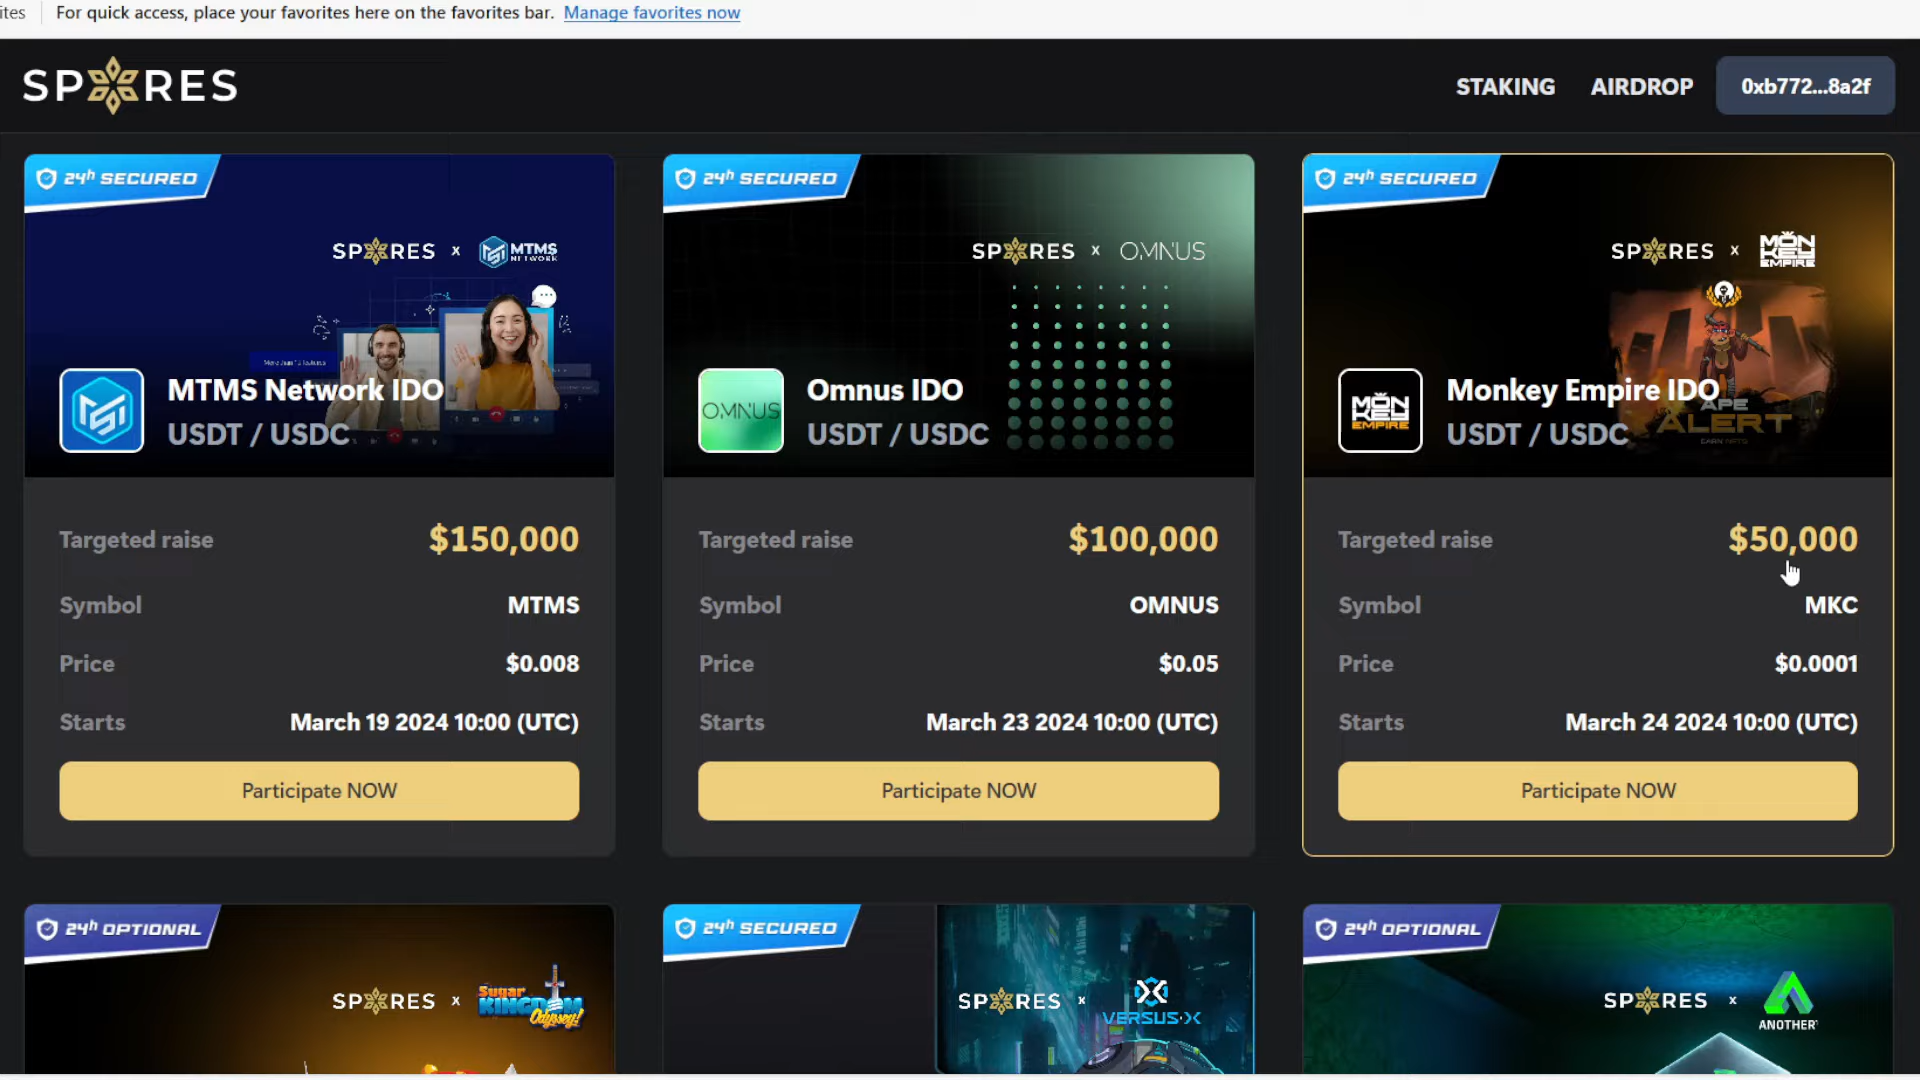 ites For quick access, place your favorites here on the favorites bar. Manage favorites now
SPORES STAKING AIRDROP 0xb772...8a2f
24h SECURED
SPORES x MTMS NETWORK
MTMS Network IDO
USDT / USDC
Targeted raise $150,000
Symbol MTMS
Price $0.008
Starts March 19 2024 10:00 (UTC)
Participate NOW
24h SECURED
SPORES x OMNUS
OMNUS
Omnus IDO
USDT / USDC
Targeted raise $100,000
Symbol OMNUS
Price $0.05
Starts March 23 2024 10:00 (UTC)
Participate NOW
24h SECURED
SPORES x MONKEY EMPIRE
MONKEY EMPIRE
Monkey Empire IDO
USDT / USDC
APE
ALERT
EARN NFTS
Targeted raise $50,000
Symbol MKC
Price $0.0001
Starts March 24 2024 10:00 (UTC)
Participate NOW
24h OPTIONAL
SPORES x Sugar KINGDOM Odyssey!
24h SECURED
SPORES x VERSUS-X
24h OPTIONAL
SPORES x ANOTHER